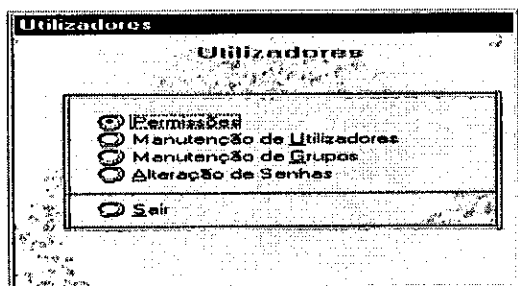 Utilizadores
Utilizadores
Permissões
Manutenção de Utilizadores
Manutenção de Grupos
Alteração de Senhas
Sair